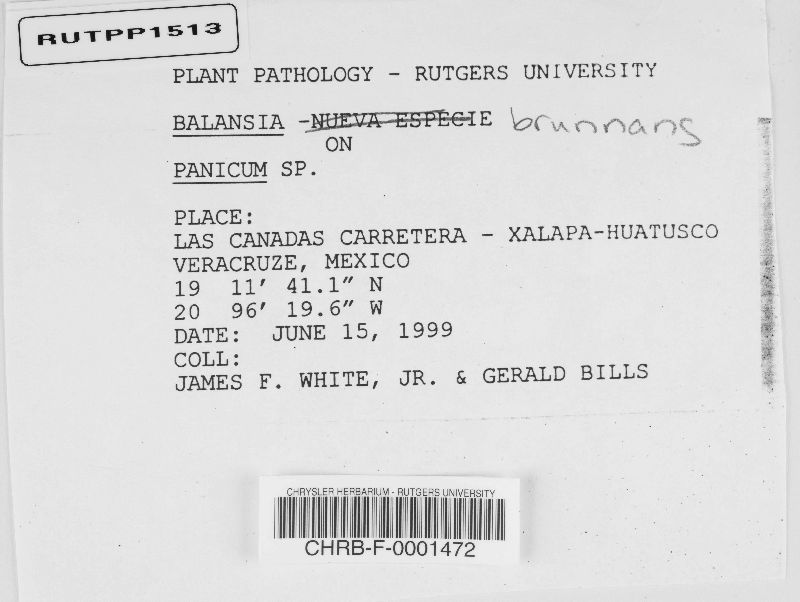 RUTPP1513
PLANT PATHOLOGY - RUTGERS UNIVERSITY
BALANSIA -NUEVA ESPECIE brunnans
ON
PANICUM SP.
PLACE:
LAS CANADAS CARRETERA - XALAPA-HUATUSCO
VERACRUZE, MEXICO
19 11′ 41.1″ N
20 96′ 19.6″ W
DATE: JUNE 15, 1999
COLL:
JAMES F. WHITE, JR. & GERALD BILLS
CHRYSLER HERBARIUM - RUTGERS UNIVERSITY
CHRB-F-0001472